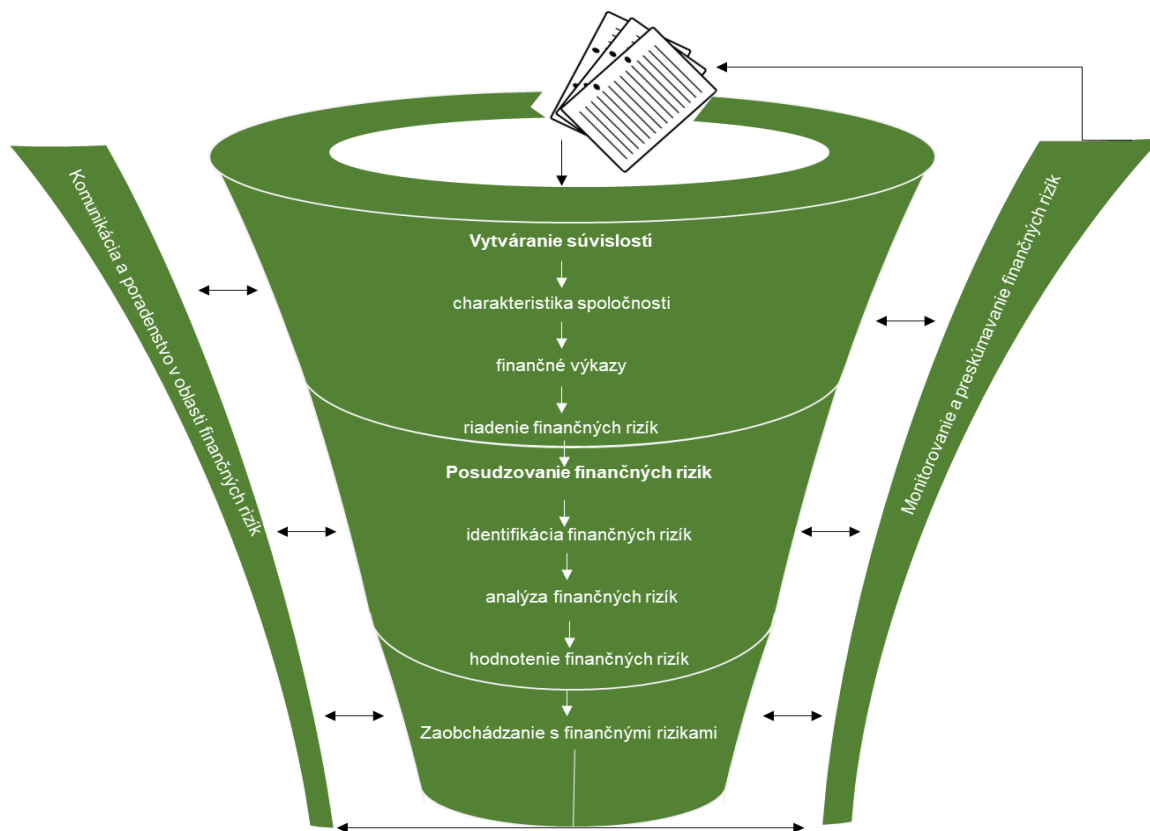 Komunikácia a poradenstvo v oblasti finančných rizík
Vytváranie súvislostí
charakteristika spoločnosti
finančné výkazy
riadenie finančných rizík
Posudzovanie finančných rizík
identifikácia finančných rizík
analýza finančných rizík
hodnotenie finančných rizík
Zaobchádzanie s finančnými rizikami
Monitorovanie a preskúmavanie finančných rizík